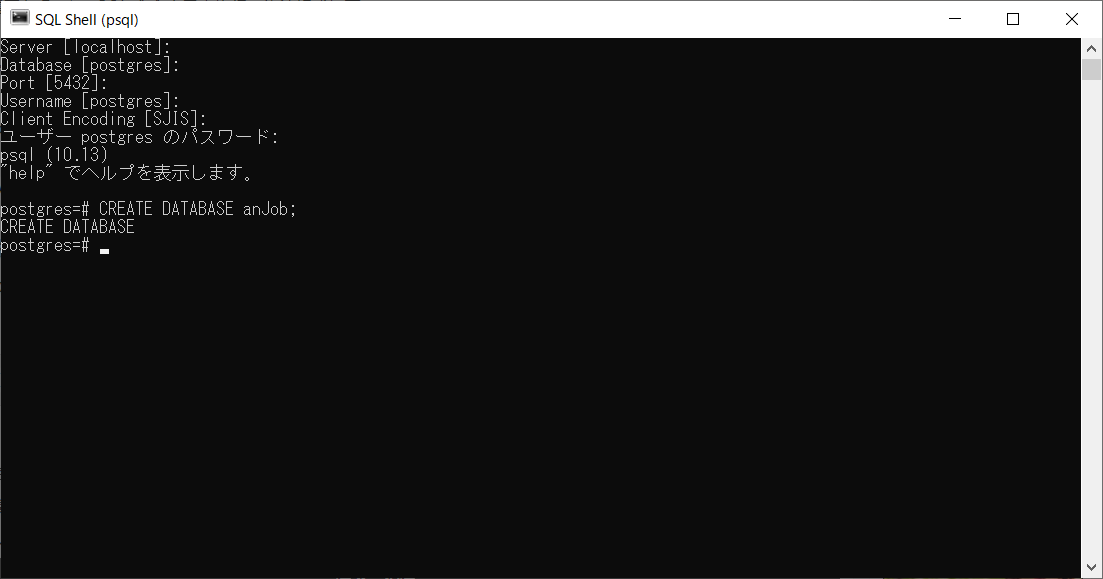 SQL Shell (psql)
Server [localhost]:
Database [postgres]:
Port [5432]:
Username [postgres]:
Client Encoding [SJIS]:
ユーザー postgres のパスワード:
psql (10.13)
"help" でヘルプを表示します。
postgres=# CREATE DATABASE anJob;
CREATE DATABASE
postgres=#